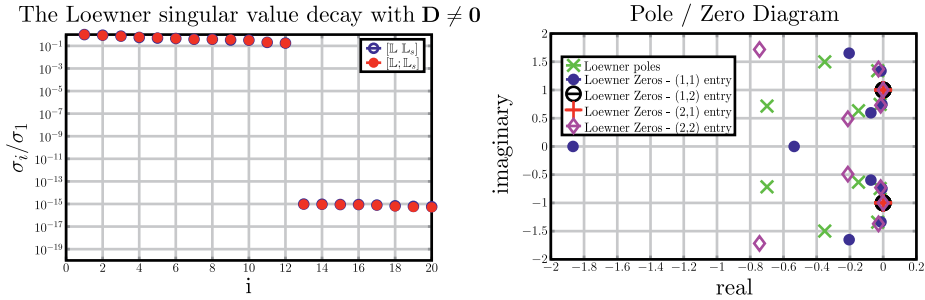 The Loewner singular value decay with D ≠ 0
σi/σ1
10⁻¹
10⁻³
10⁻⁵
10⁻⁷
10⁻⁹
10⁻¹¹
10⁻¹³
10⁻¹⁵
10⁻¹⁷
10⁻¹⁹
[𝕃 𝕃s]
[𝕃; 𝕃s]
0 2 4 6 8 10 12 14 16 18 20
i
Pole / Zero Diagram
imaginary
2
1.5
1
0.5
0
−0.5
−1
−1.5
−2
Loewner poles
Loewner Zeros - (1,1) entry
Loewner Zeros - (1,2) entry
Loewner Zeros - (2,1) entry
Loewner Zeros - (2,2) entry
−2 −1.8 −1.6 −1.4 −1.2 −1 −0.8 −0.6 −0.4 −0.2 0 0.2
real